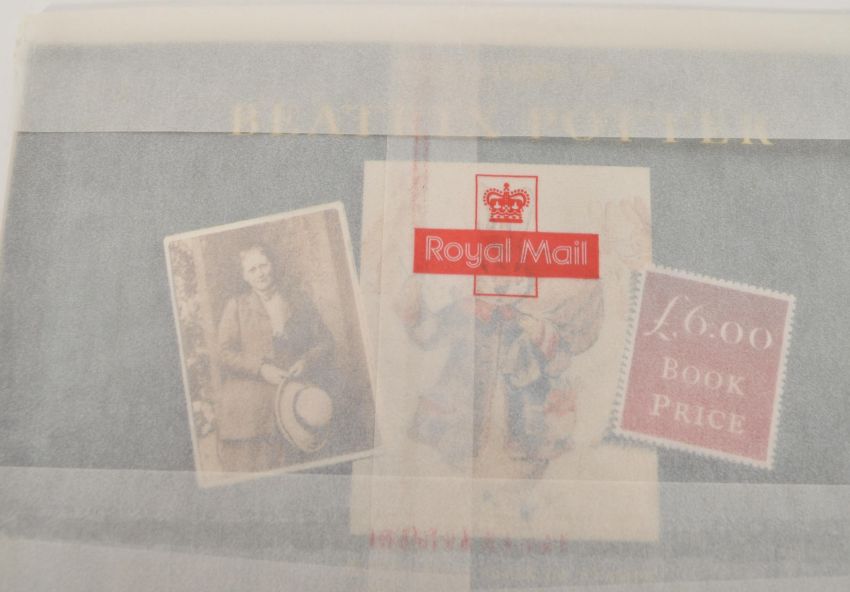 BEATRIX POTTER
Royal Mail
£6.00
BOOK
PRICE